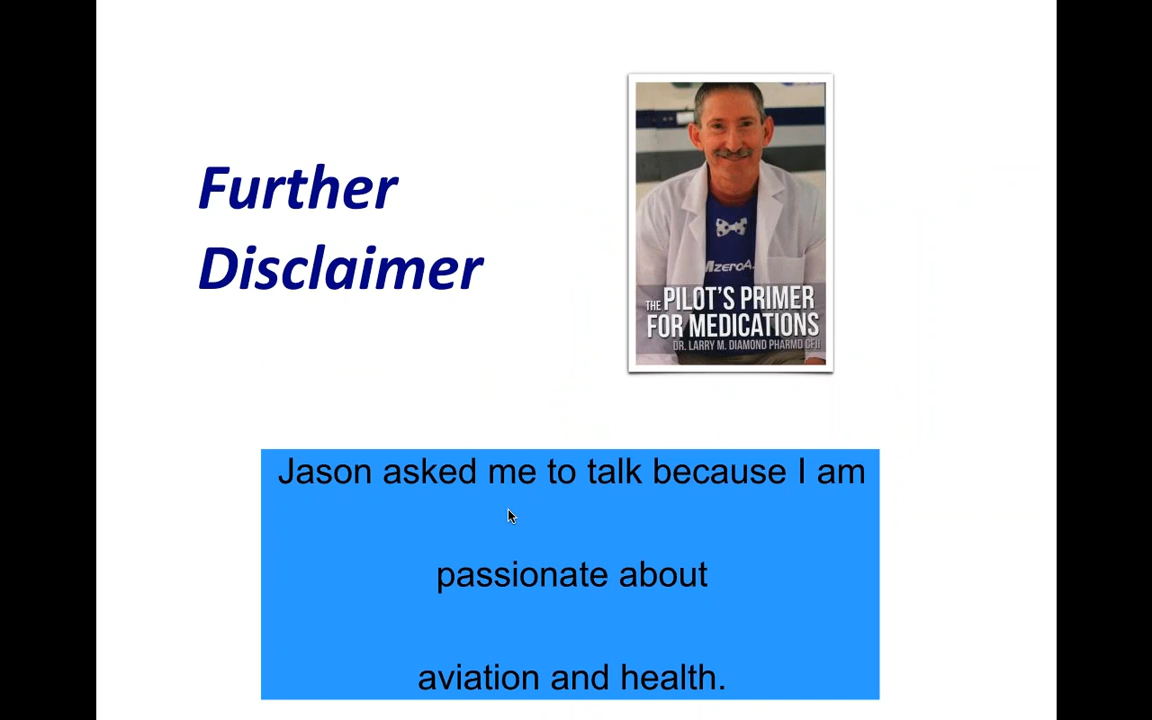 Further
Disclaimer
MzeroA.
THE PILOT'S PRIMER
FOR MEDICATIONS
DR. LARRY M. DIAMOND PHARMD CFII
Jason asked me to talk because I am
passionate about
aviation and health.